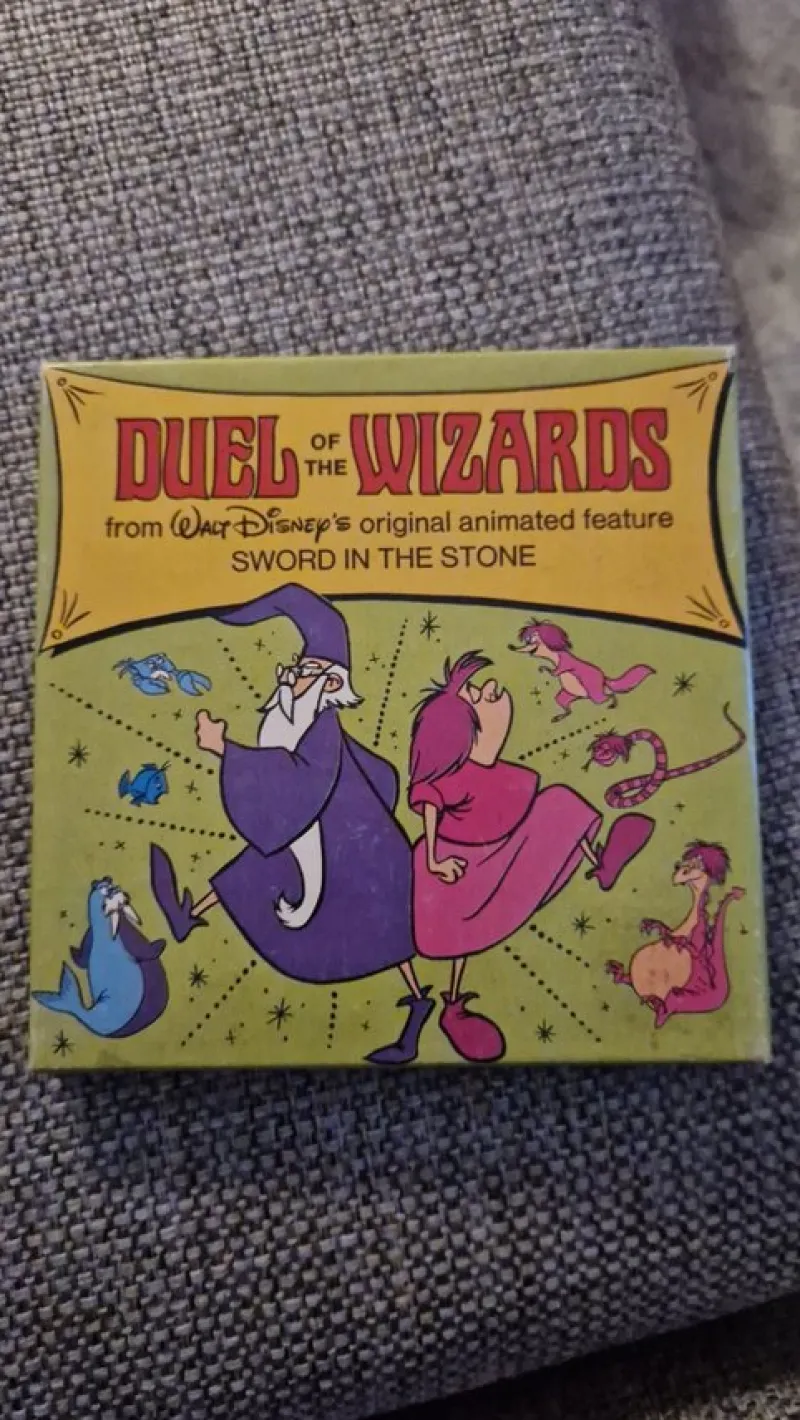 DUEL OF THE WIZARDS
from WALT DISNEY'S original animated feature
SWORD IN THE STONE